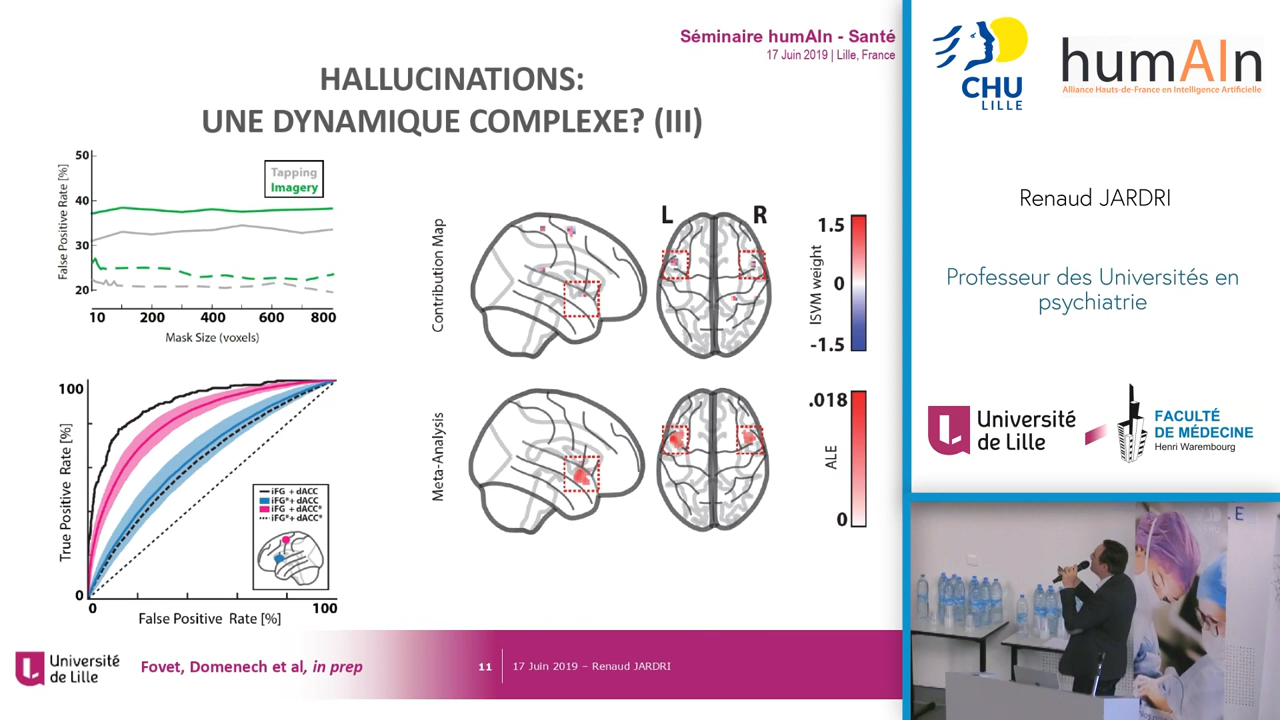 Séminaire humAIn - Santé
17 Juin 2019 | Lille, France
HALLUCINATIONS:
UNE DYNAMIQUE COMPLEXE? (III)
False Positive Rate [%]
50
40
30
20
Tapping
Imagery
10 200 400 600 800
Mask Size (voxels)
True Positive Rate [%]
100
0
iFG + dACC
iFG*+ dACC
iFG + dACC*
iFG*+ dACC*
0 100
False Positive Rate [%]
Contribution Map
L R
1.5
0
-1.5
ISVM weight
Meta-Analysis
.018
0
ALE
Université
de Lille
Fovet, Domenech et al, in prep
11 17 Juin 2019 – Renaud JARDRI
CHU
LILLE
humAIn
Alliance Hauts-de-France en Intelligence Artificielle
Renaud JARDRI
Professeur des Universités en
psychiatrie
Université
de Lille
FACULTÉ
DE MÉDECINE
Henri Warembourg